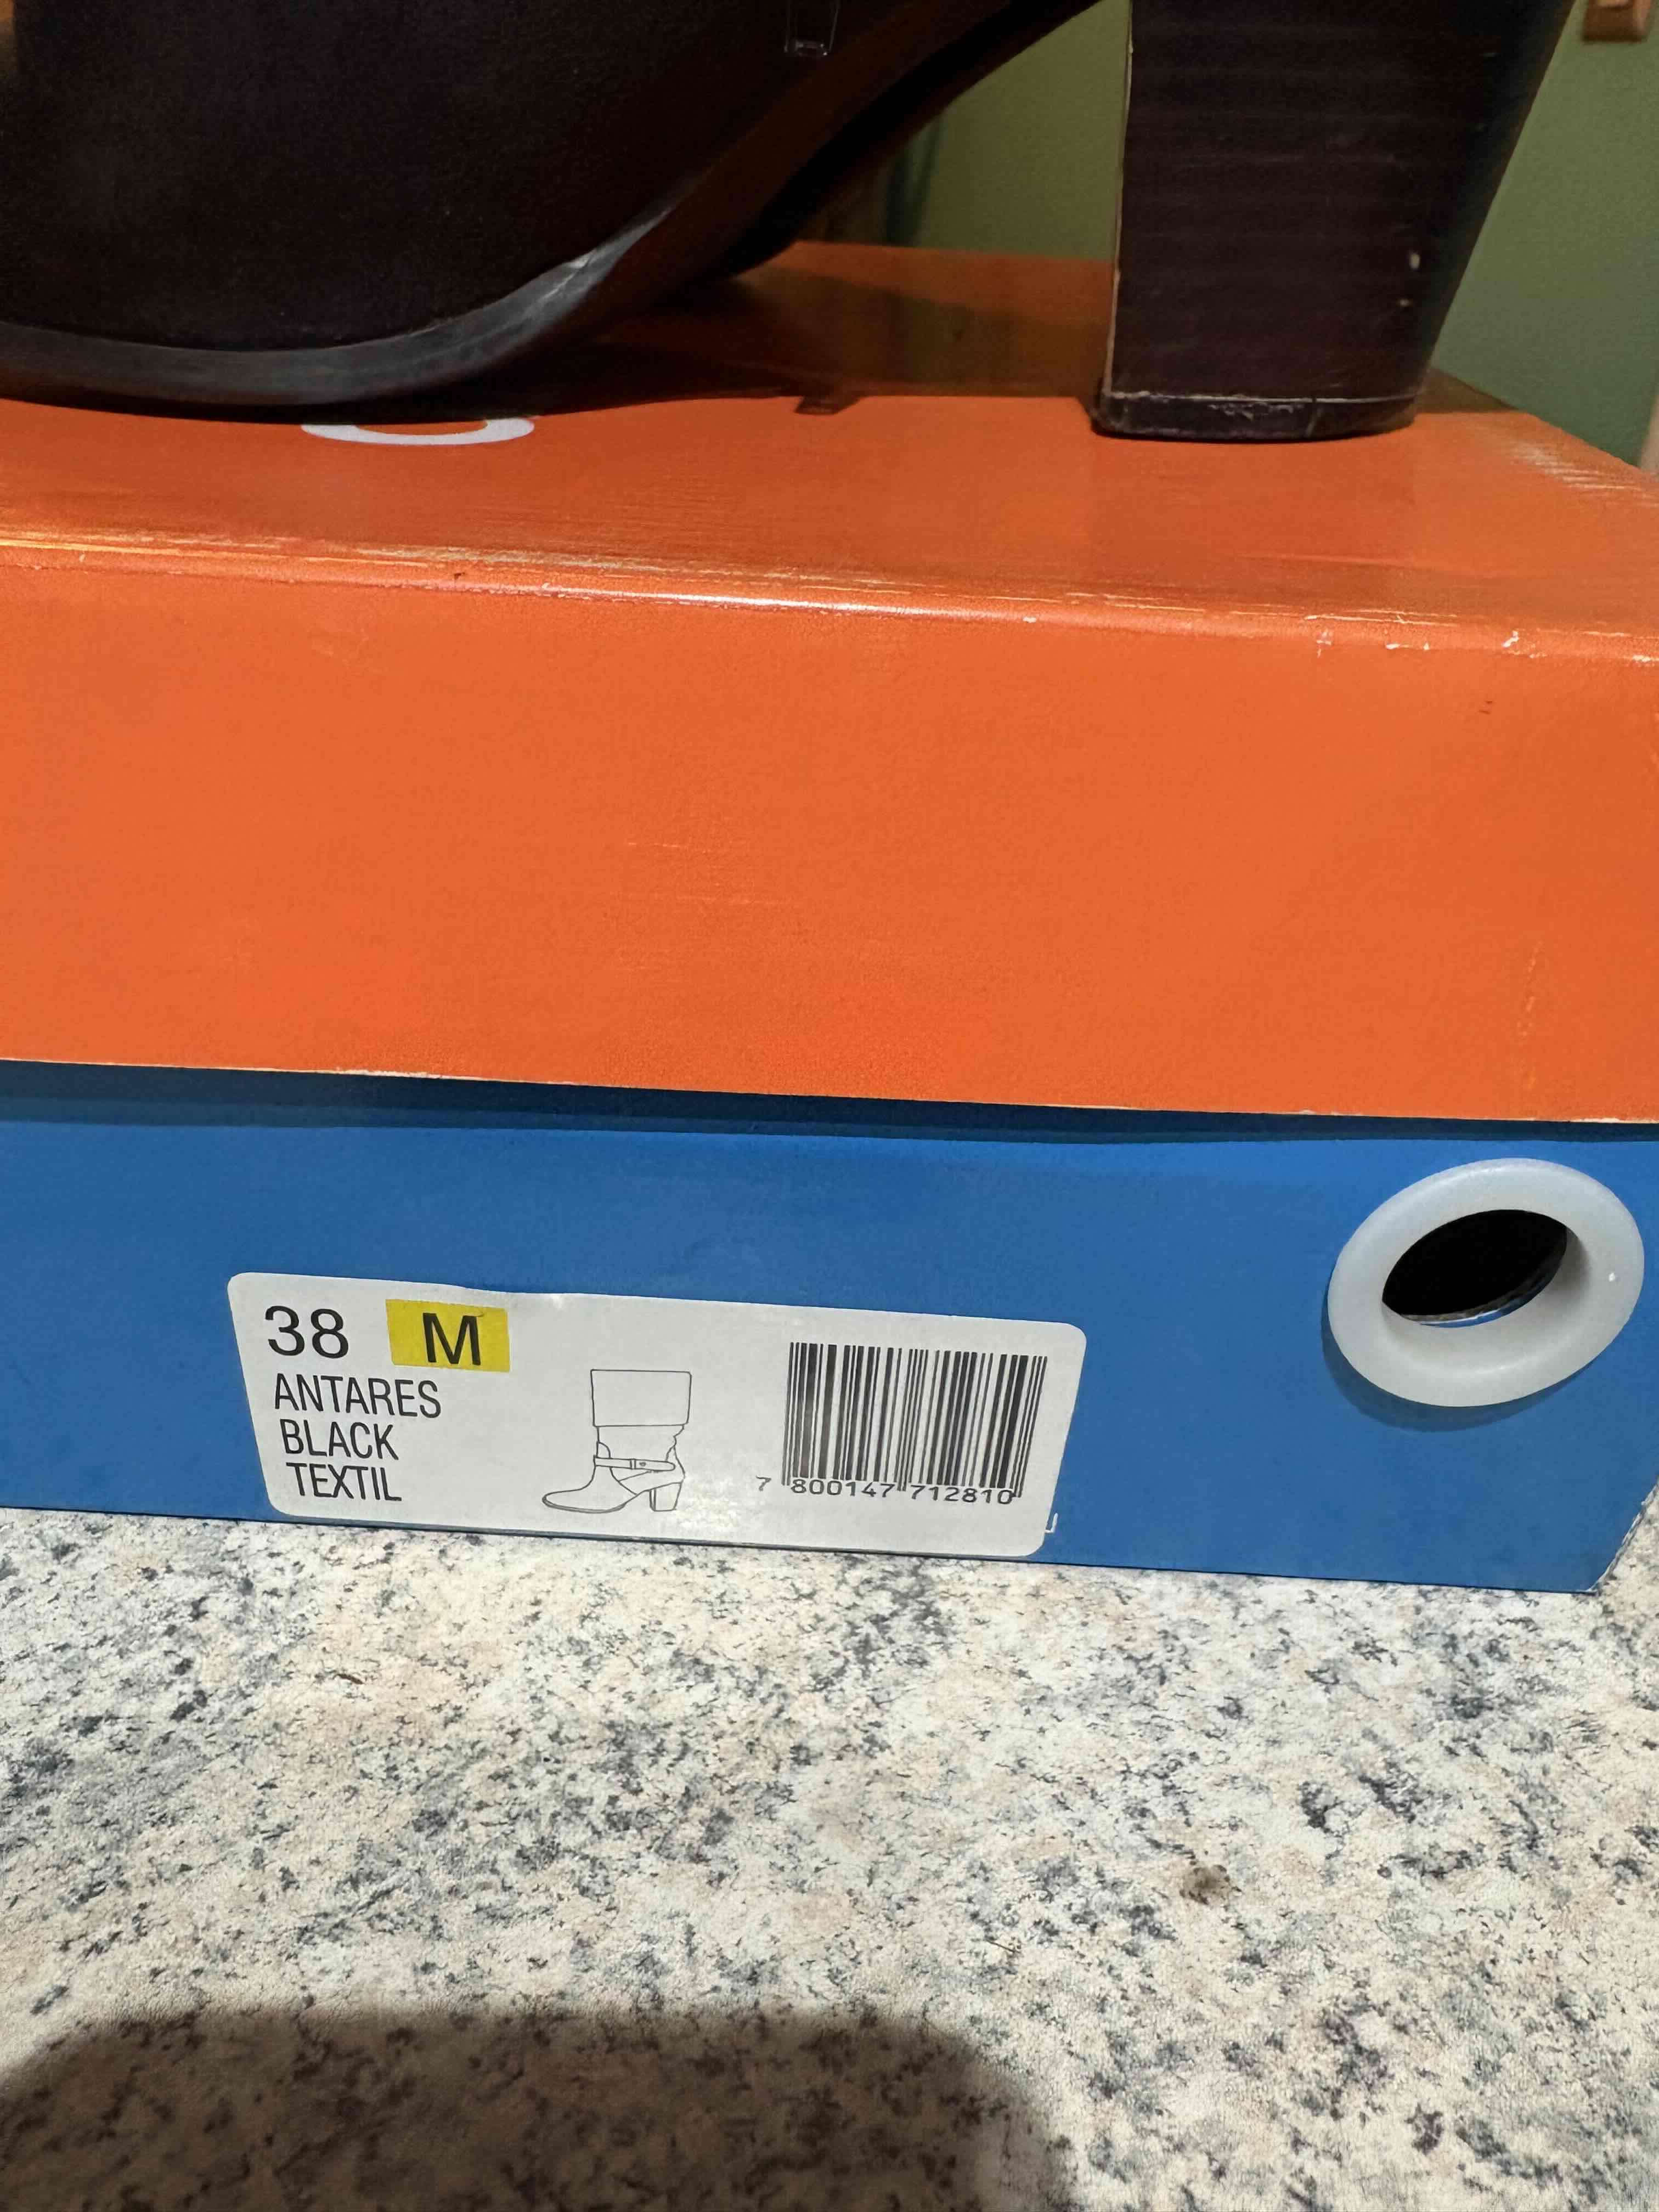 38 M
ANTARES
BLACK
TEXTIL
7 800147 712810